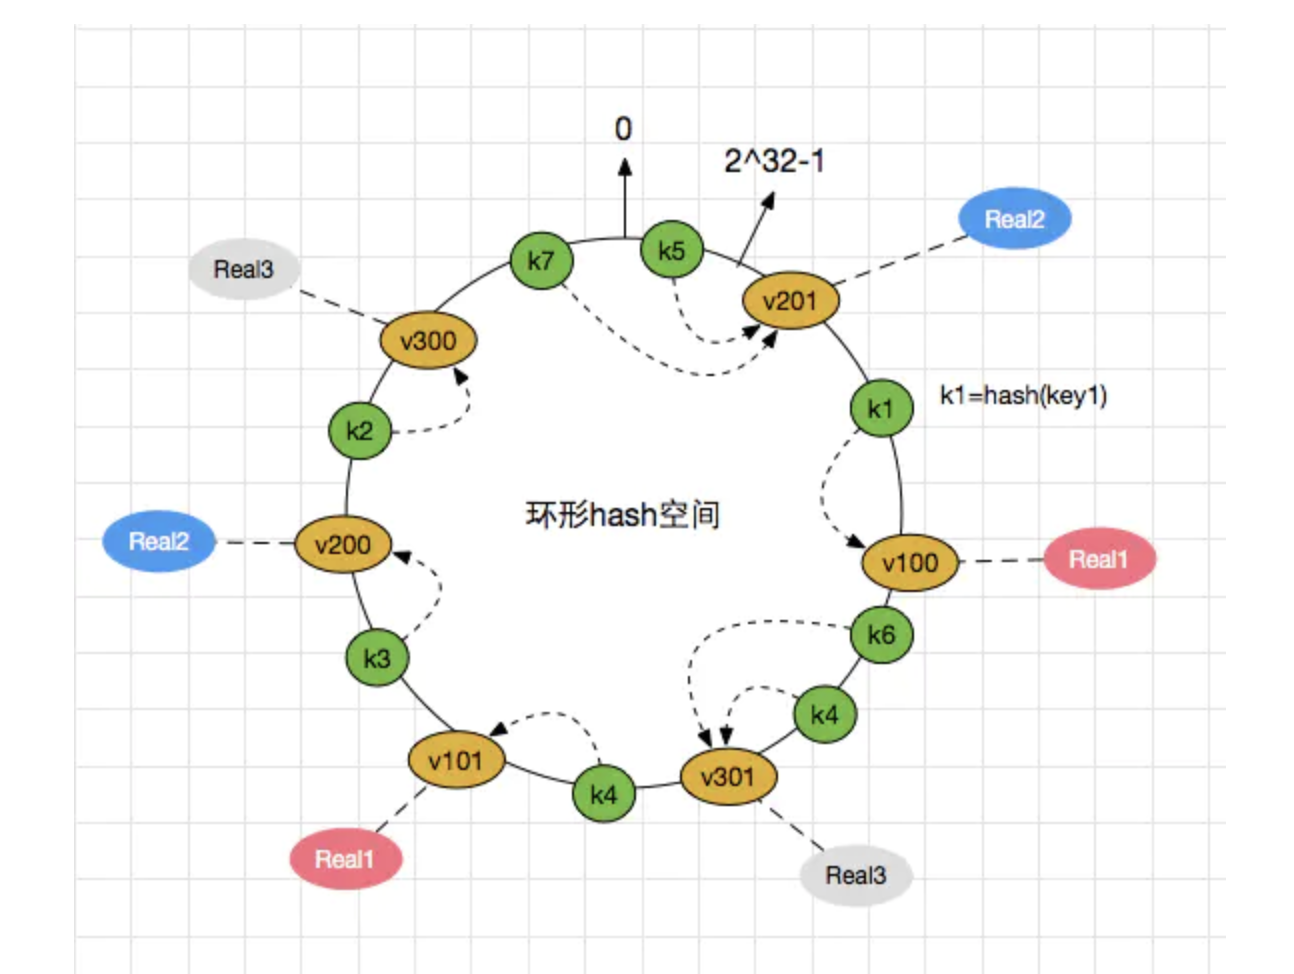 0
2^32-1
Real2
k5
k7
Real3
v201
v300
k1
k1=hash(key1)
k2
环形hash空间
Real2
v200
v100
Real1
k6
k3
k4
v101
v301
k4
Real1
Real3